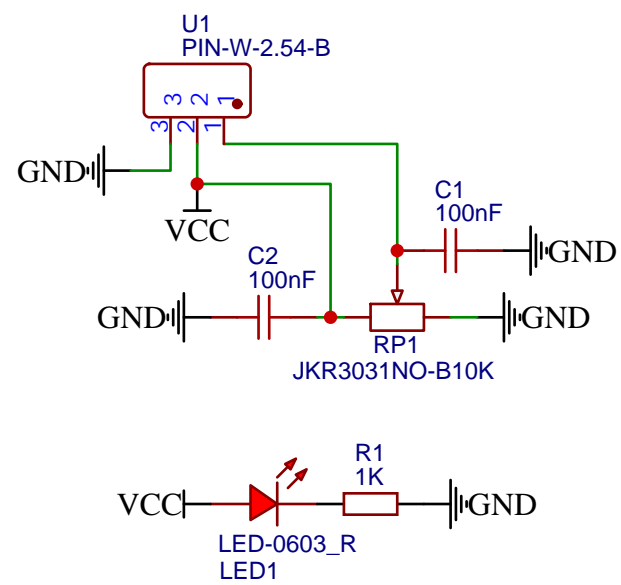 U1
PIN-W-2.54-B
3 2 1
3 2 1
GND
VCC
C1
100nF
GND
C2
100nF
GND
GND
RP1
JKR3031NO-B10K
R1
1K
VCC
GND
LED-0603_R
LED1